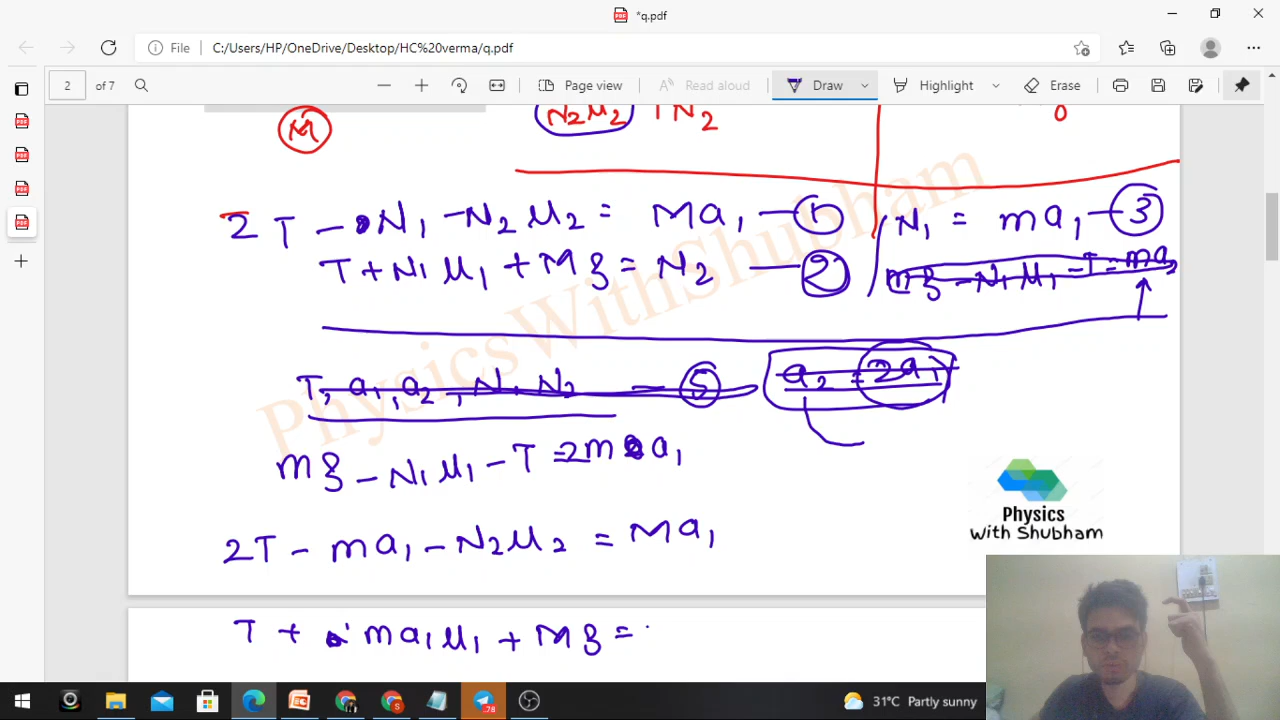 *q.pdf
File C:/Users/HP/OneDrive/Desktop/HC%20verma/q.pdf
2 of 7 Page view Read aloud Draw Highlight Erase
M
N2μ2 N2
0
2T - N1 - N2μ2 = Ma1 - 1
N1 = ma1 - 3
T + N1μ1 + Mg = N2 - 2
mg - N1μ1 - T = ma2
T, a1, a2, N1, N2 - 5
a2 = 2a1
mg - N1μ1 - T = 2ma1
2T - ma1 - N2μ2 = Ma1
T + ma1μ1 + Mg =
PhysicsWithShubham
Physics
With Shubham
78
31°C Partly sunny